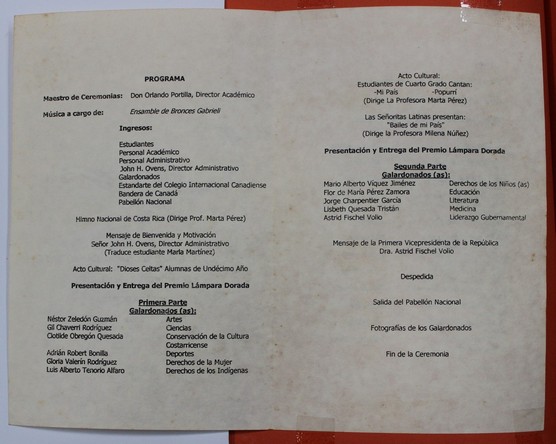 PROGRAMA
Maestro de Ceremonias: Don Orlando Portilla, Director Académico
Música a cargo de: Ensamble de Bronces Gabrieli
Ingresos:
Estudiantes
Personal Académico
Personal Administrativo
John H. Ovens, Director Administrativo
Galardonados
Estandarte del Colegio Internacional Canadiense
Bandera de Canadá
Pabellón Nacional
Himno Nacional de Costa Rica (Dirige Prof. Marta Pérez)
Mensaje de Bienvenida y Motivación
Señor John H. Ovens, Director Administrativo
(Traduce estudiante María Martínez)
Acto Cultural: "Dioses Celtas" Alumnas de Undécimo Año
Presentación y Entrega del Premio Lámpara Dorada
Primera Parte
Galardonados (as):
Néstor Zeledón Guzmán Artes
Gil Chaverri Rodríguez Ciencias
Clotilde Obregón Quesada Conservación de la Cultura
Costarricense
Adrián Robert Bonilla Deportes
Gloria Valerín Rodríguez Derechos de la Mujer
Luis Alberto Tenorio Alfaro Derechos de los Indígenas
Acto Cultural:
Estudiantes de Cuarto Grado Cantan:
-Mi País -Popurrí
(Dirige La Profesora Marta Pérez)
Las Señoritas Latinas presentan:
"Bailes de mi País"
(Dirige la Profesora Milena Núñez)
Presentación y Entrega del Premio Lámpara Dorada
Segunda Parte
Galardonados (as):
Mario Alberto Víquez Jiménez Derechos de los Niños (as)
Flor de María Pérez Zamora Educación
Jorge Charpentier García Literatura
Lisbeth Quesada Tristán Medicina
Astrid Fischel Volio Liderazgo Gubernamental
Mensaje de la Primera Vicepresidenta de la República
Dra. Astrid Fischel Volio
Despedida
Salida del Pabellón Nacional
Fotografías de los Galardonados
Fin de la Ceremonia